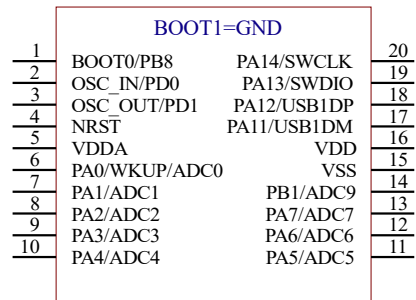 BOOT1=GND
1 BOOT0/PB8 PA14/SWCLK 20
2 OSC_IN/PD0 PA13/SWDIO 19
3 OSC_OUT/PD1 PA12/USB1DP 18
4 NRST PA11/USB1DM 17
5 VDDA VDD 16
6 PA0/WKUP/ADC0 VSS 15
7 PA1/ADC1 PB1/ADC9 14
8 PA2/ADC2 PA7/ADC7 13
9 PA3/ADC3 PA6/ADC6 12
10 PA4/ADC4 PA5/ADC5 11